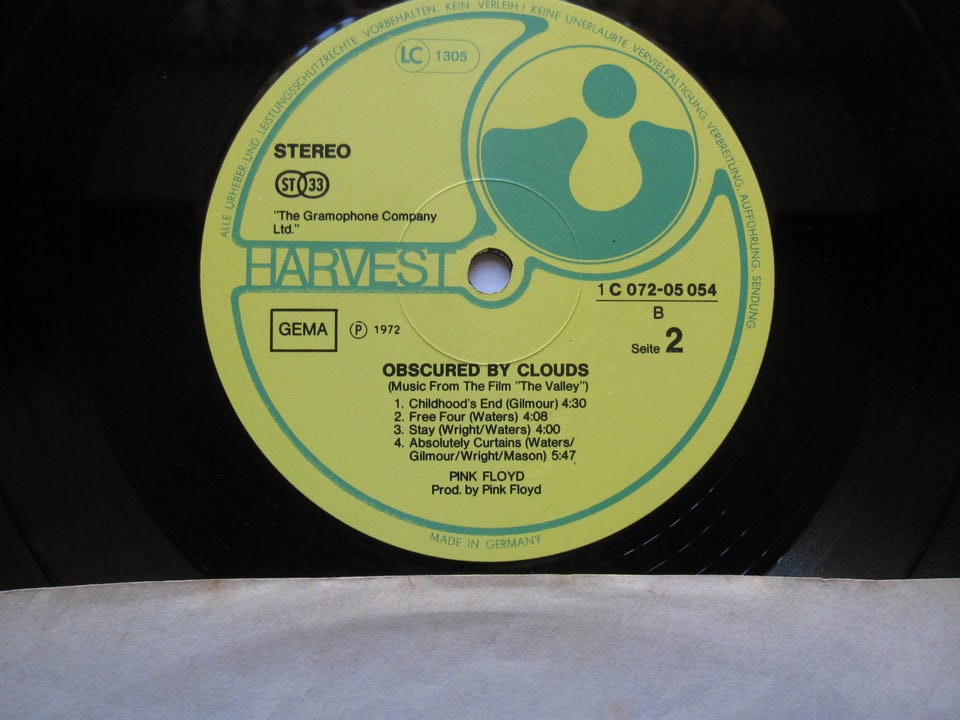 ALLE URHEBER- UND LEISTUNGSSCHUTZRECHTE VORBEHALTEN. KEIN VERLEIH! KEINE UNERLAUBTE VERVIELFÄLTIGUNG, VERBREITUNG, AUFFÜHRUNG, SENDUNG
LC 1305
STEREO
ST 33
"The Gramophone Company
Ltd."
HARVEST
1 C 072-05 054
B
Seite 2
GEMA
P 1972
OBSCURED BY CLOUDS
(Music From The Film "The Valley")
1. Childhood's End (Gilmour) 4:30
2. Free Four (Waters) 4:08
3. Stay (Wright/Waters) 4:00
4. Absolutely Curtains (Waters/
Gilmour/Wright/Mason) 5:47
PINK FLOYD
Prod. by Pink Floyd
MADE IN GERMANY